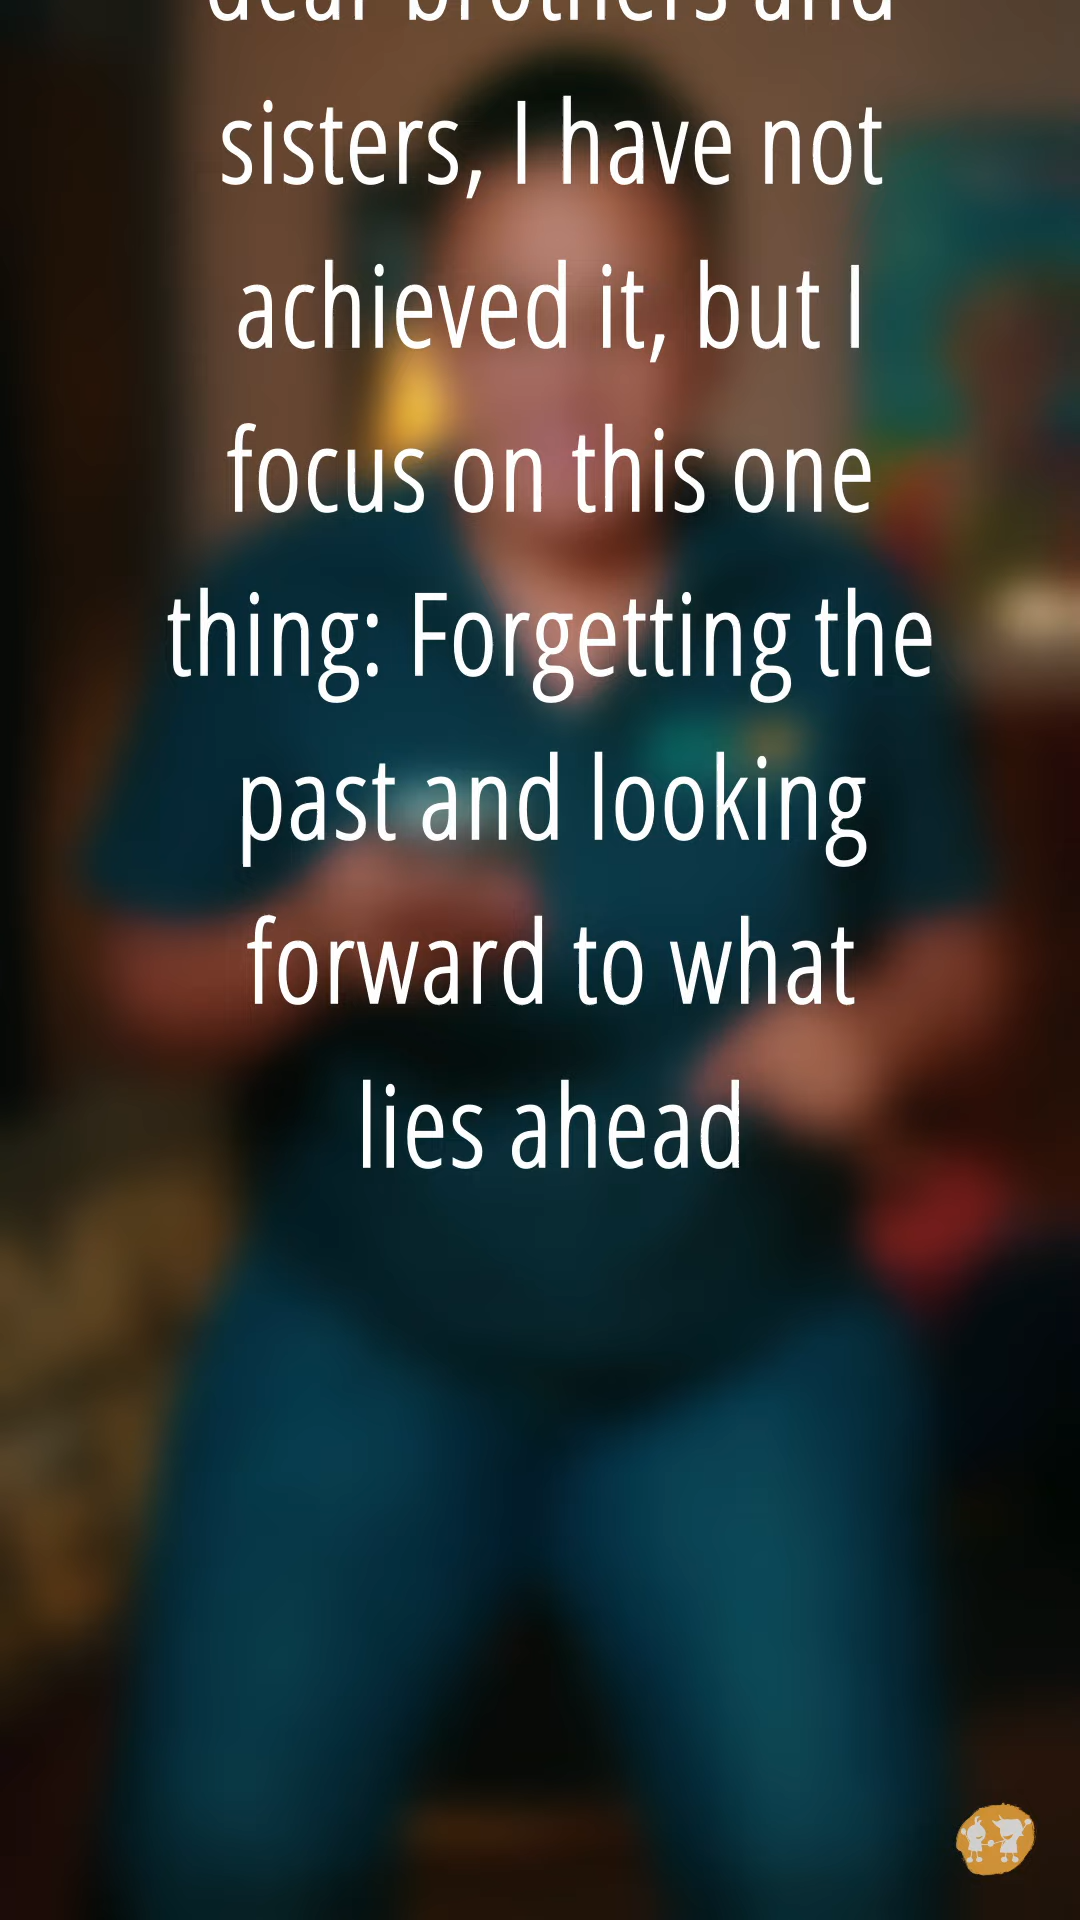 dear brothers and
sisters, I have not
achieved it, but I
focus on this one
thing: Forgetting the
past and looking
forward to what
lies ahead